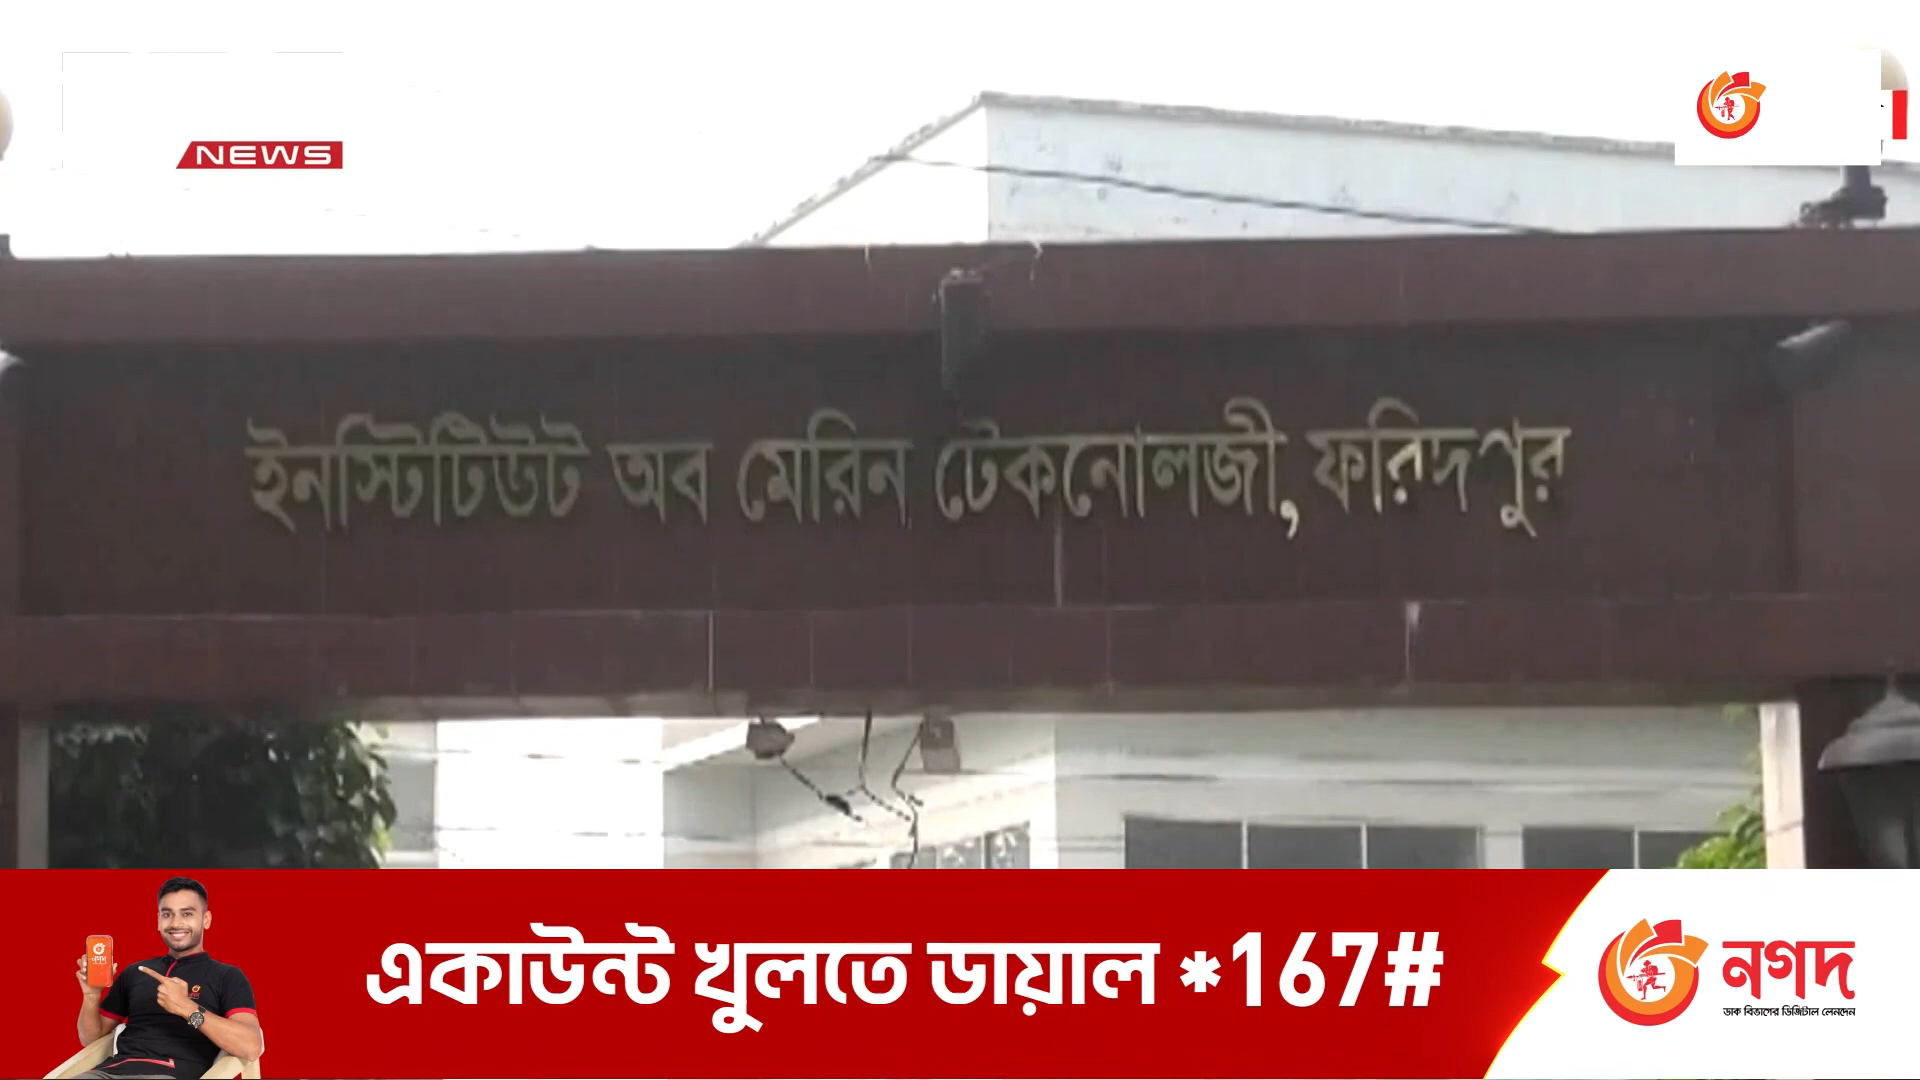 NEWS
ইনস্টিটিউট অব মেরিন টেকনোলজী, ফরিদপুর
একাউন্ট খুলতে ডায়াল *167#
নগদ
ডাক বিভাগের ডিজিটাল লেনদেন